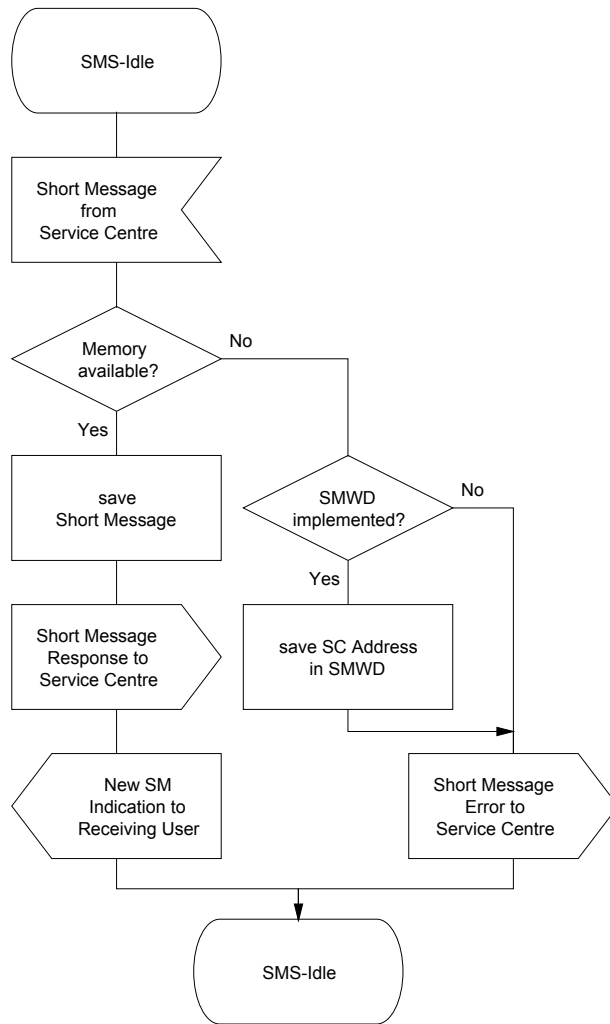 SMS-Idle
Short Message
from
Service Centre
Memory
available?
No
Yes
save
Short Message
SMWD
implemented?
No
Yes
Short Message
Response to
Service Centre
save SC Address
in SMWD
New SM
Indication to
Receiving User
Short Message
Error to
Service Centre
SMS-Idle